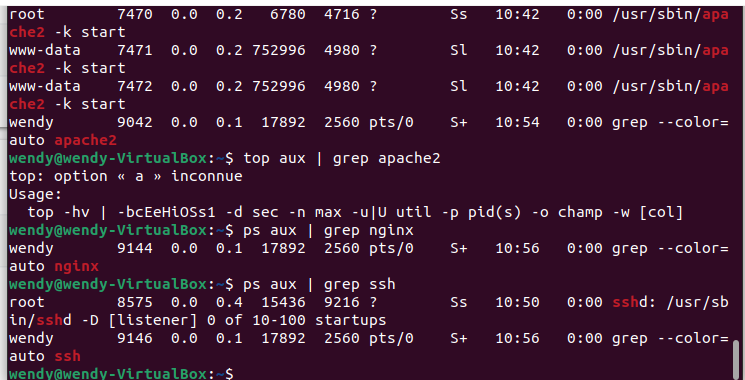 root        7470  0.0  0.2   6780  4716 ?        Ss   10:42   0:00 /usr/sbin/apa
che2 -k start
www-data    7471  0.0  0.2 752996  4980 ?        Sl   10:42   0:00 /usr/sbin/apa
che2 -k start
www-data    7472  0.0  0.2 752996  4980 ?        Sl   10:42   0:00 /usr/sbin/apa
che2 -k start
wendy       9042  0.0  0.1  17892  2560 pts/0    S+   10:54   0:00 grep --color=
auto apache2
wendy@wendy-VirtualBox:~$ top aux | grep apache2
top: option « a » inconnue
Usage:
  top -hv | -bcEeHiOSs1 -d sec -n max -u|U util -p pid(s) -o champ -w [col]
wendy@wendy-VirtualBox:~$ ps aux | grep nginx
wendy       9144  0.0  0.1  17892  2560 pts/0    S+   10:56   0:00 grep --color=
auto nginx
wendy@wendy-VirtualBox:~$ ps aux | grep ssh
root        8575  0.0  0.4  15436  9216 ?        Ss   10:50   0:00 sshd: /usr/sb
in/sshd -D [listener] 0 of 10-100 startups
wendy       9146  0.0  0.1  17892  2560 pts/0    S+   10:56   0:00 grep --color=
auto ssh
wendy@wendy-VirtualBox:~$